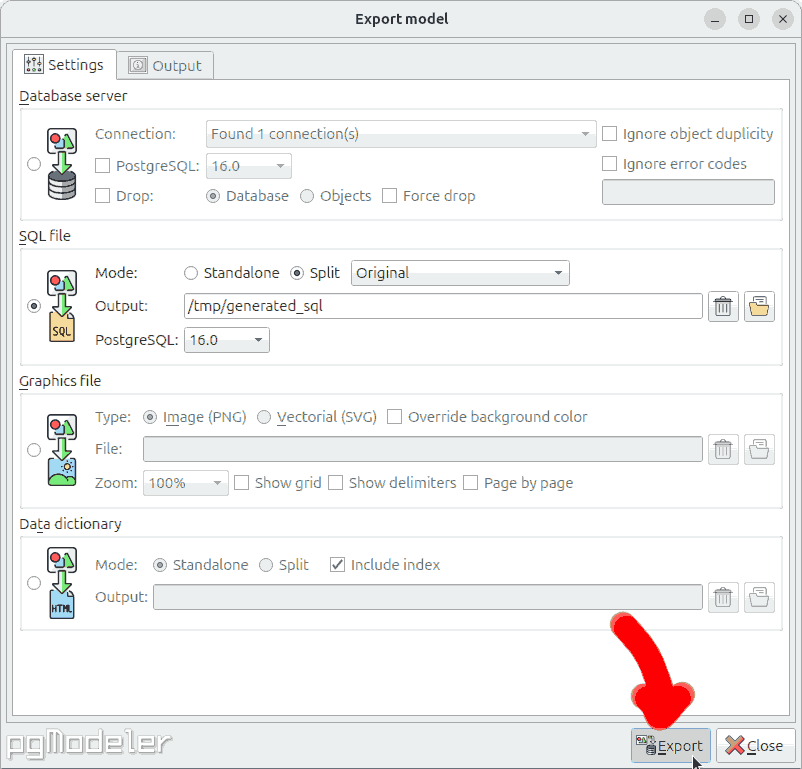 Export model
Settings
Output
Database server
Connection: Found 1 connection(s) Ignore object duplicity
PostgreSQL: 16.0 Ignore error codes
Drop: Database Objects Force drop
SQL file
Mode: Standalone Split Original
Output: /tmp/generated_sql
SQL
PostgreSQL: 16.0
Graphics file
Type: Image (PNG) Vectorial (SVG) Override background color
File:
Zoom: 100% Show grid Show delimiters Page by page
Data dictionary
Mode: Standalone Split Include index
Output:
HTML
pgModeler
Export Close